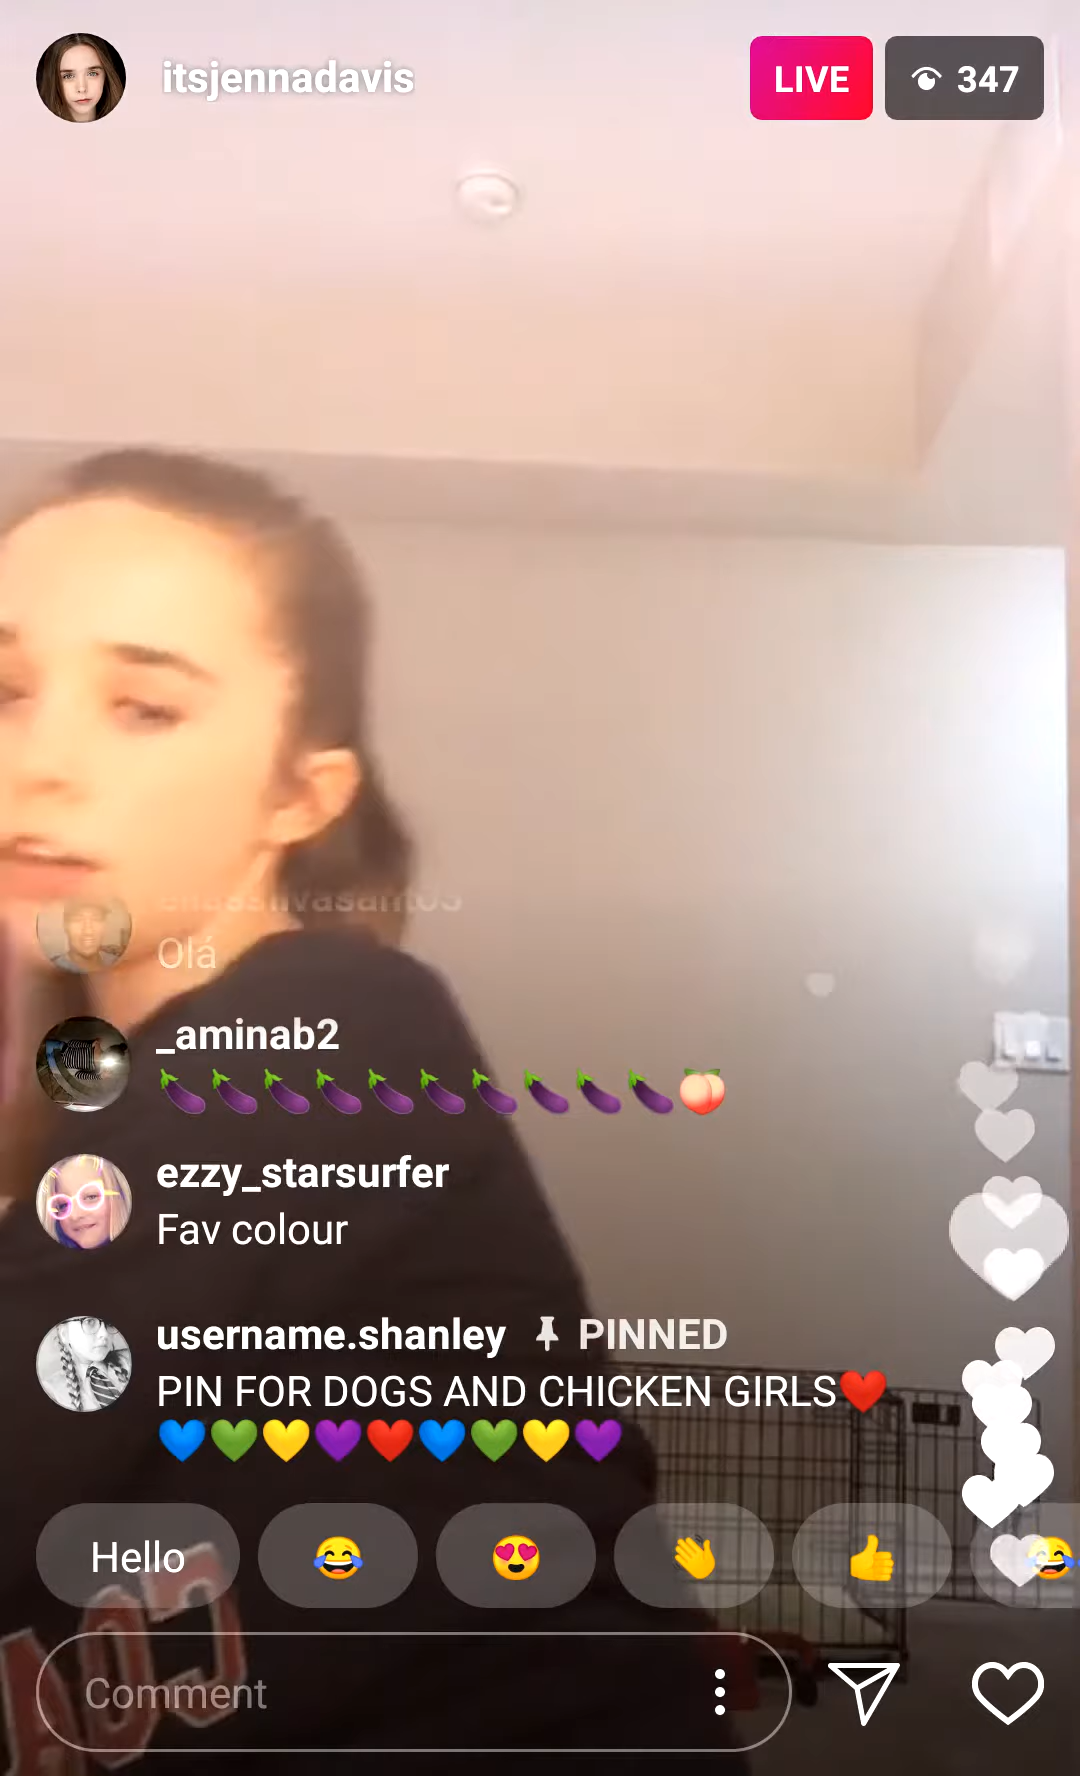 itsjennadavis
LIVE
347
Olá
_aminab2
🍆🍆🍆🍆🍆🍆🍆🍆🍆🍆🍑
ezzy_starsurfer
Fav colour
username.shanley PINNED
PIN FOR DOGS AND CHICKEN GIRLS❤️
💙💚💛💜❤️💙💚💛💜
Hello 😂 😍 👋 👍 😂
Comment